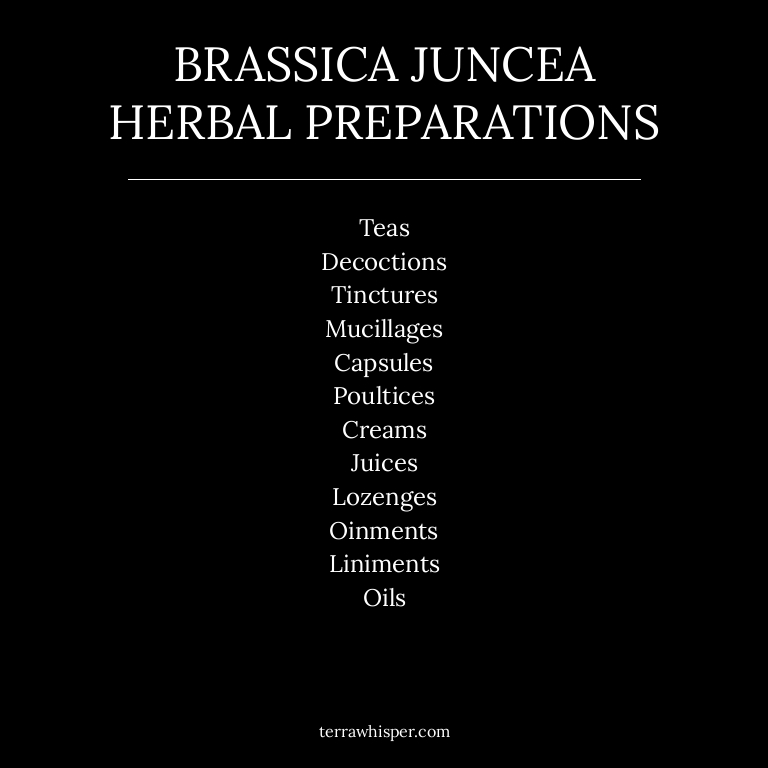 BRASSICA JUNCEA
HERBAL PREPARATIONS
Teas
Decoctions
Tinctures
Mucillages
Capsules
Poultices
Creams
Juices
Lozenges
Oinments
Liniments
Oils
terrawhisper.com